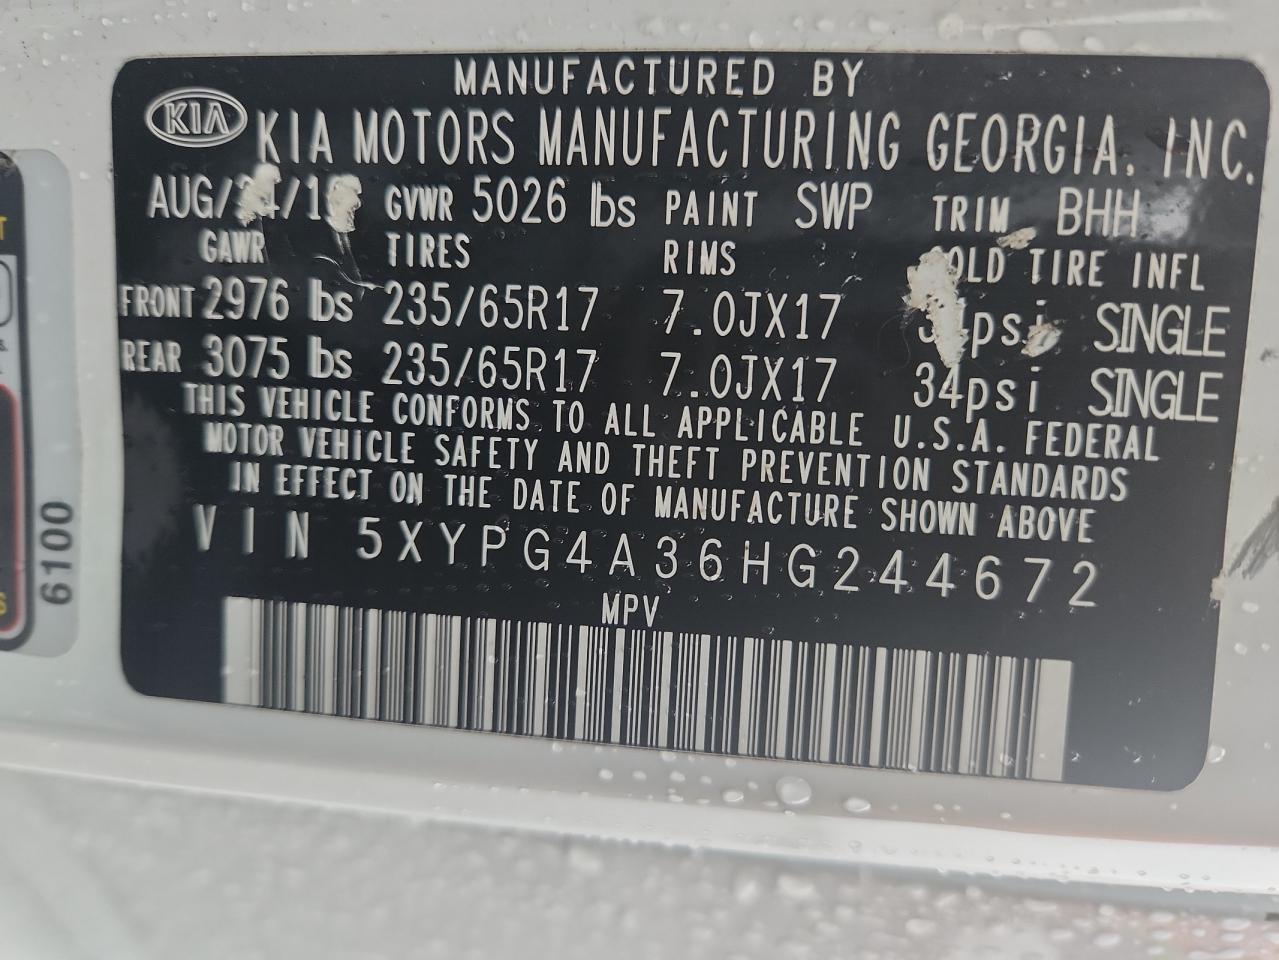 MANUFACTURED BY
KIA KIA MOTORS MANUFACTURING GEORGIA, INC.
GVWR 5026 lbs PAINT SWP TRIM BHH
GAWR TIRES RIMS TIRE INFL
FRONT 2976 lbs 235/65R17 7.0JX17 SINGLE
REAR 3075 lbs 235/65R17 7.0JX17 34psi SINGLE
THIS VEHICLE CONFORMS TO ALL APPLICABLE U.S.A. FEDERAL
MOTOR VEHICLE SAFETY AND THEFT PREVENTION STANDARDS
IN EFFECT ON THE DATE OF MANUFACTURE SHOWN ABOVE
VIN 5XYPG4A36HG244672
MPV
6100